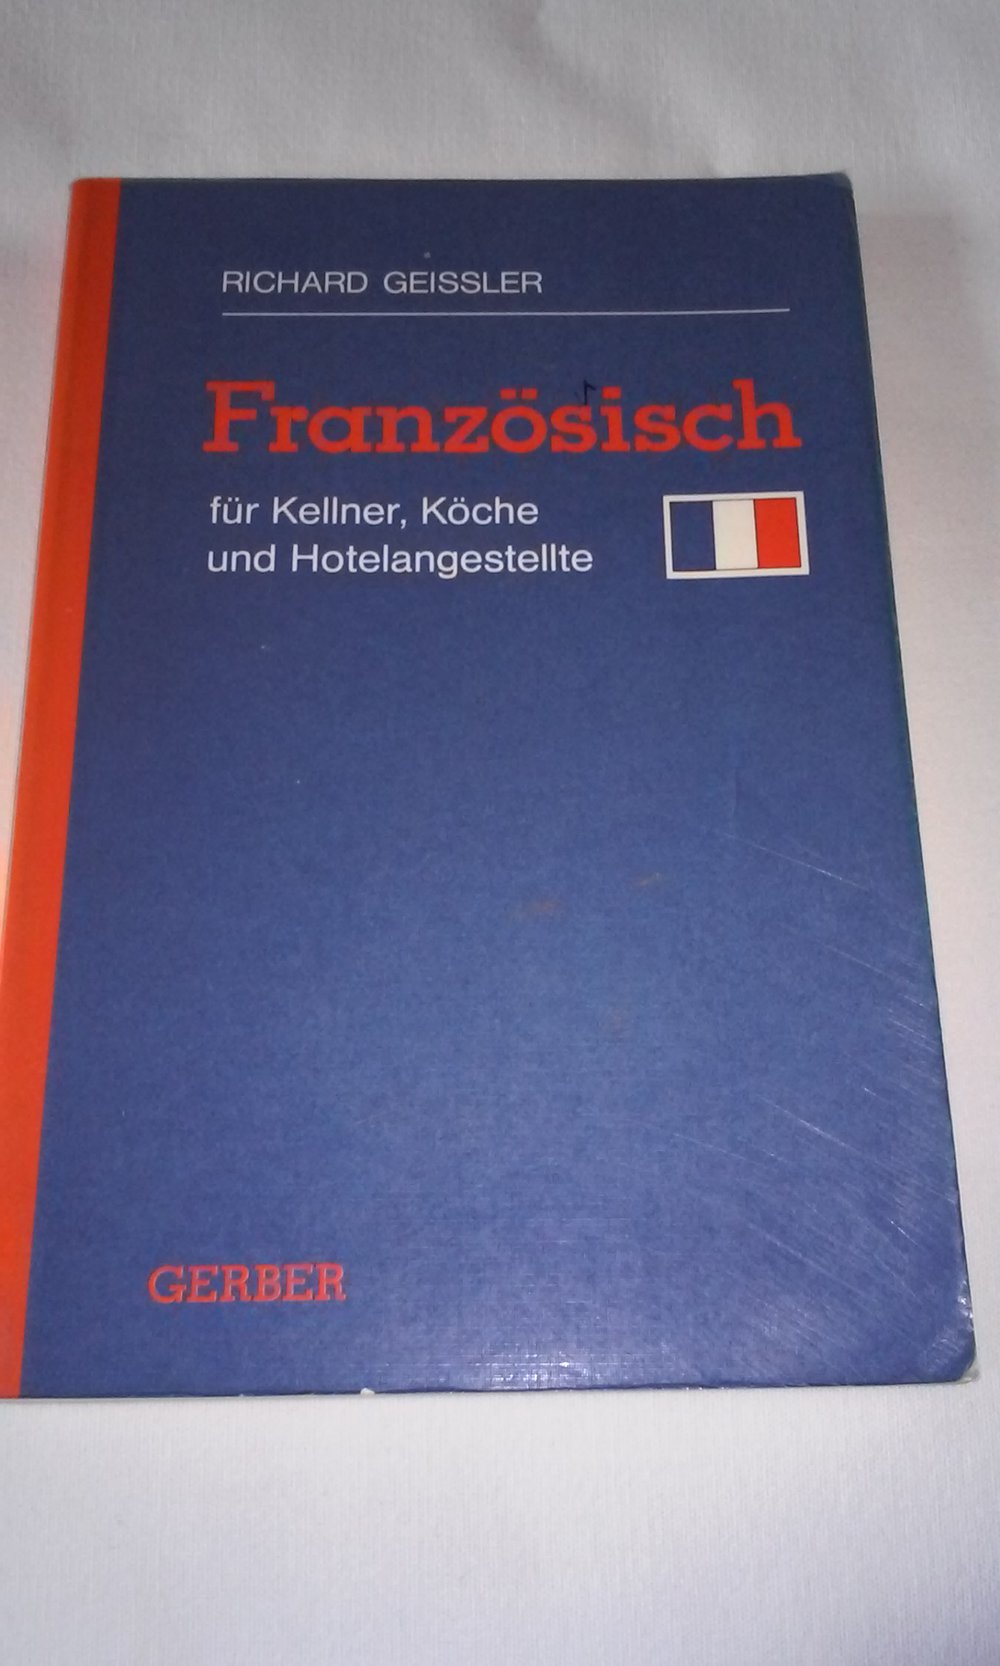 RICHARD GEISSLER
Französisch
für Kellner, Köche
und Hotelangestellte
GERBER